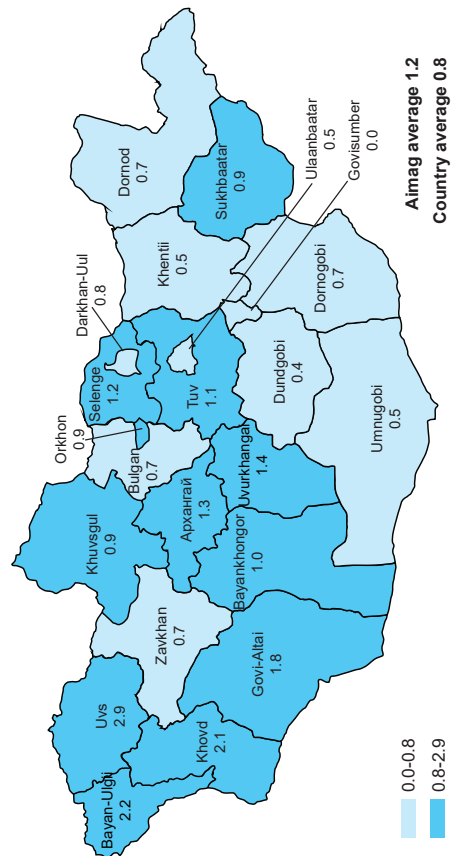 Dornod
0.7
Sukhbaatar
0.9
Ulaanbaatar
0.5
Govisumber
0.0
Khentii
0.5
Darkhan-Uul
0.8
Selenge
1.2
Orkhon
0.9
Bulgan
0.7
Tuv
1.1
Dornogobi
0.7
Dundgobi
0.4
Umnugobi
0.5
Uvurkhangai
1.4
Архангай
1.3
Khuvsgul
0.9
Bayankhongor
1.0
Zavkhan
0.7
Govi-Altai
1.8
Uvs
2.9
Khovd
2.1
Bayan-Ulgii
2.2
Aimag average 1.2
Country average 0.8
0.0-0.8
0.8-2.9